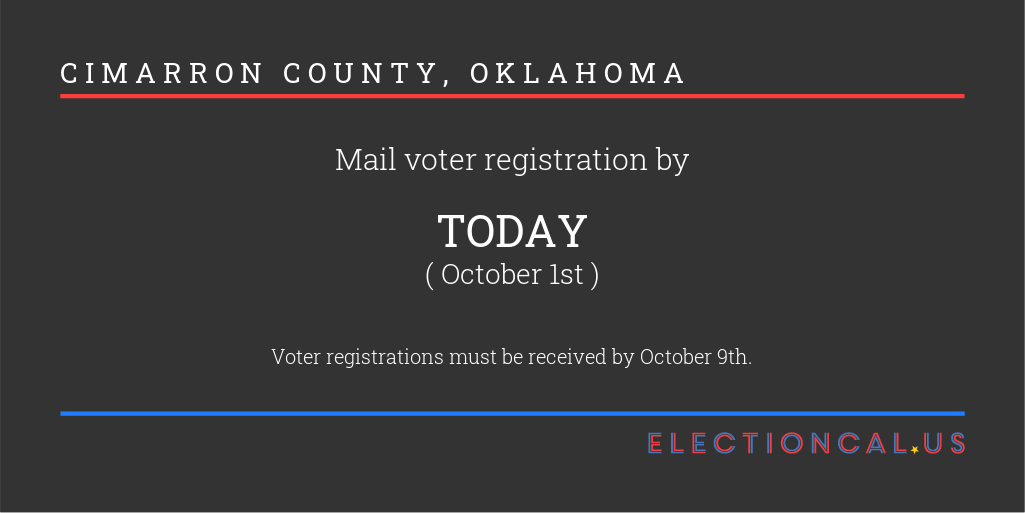 CIMARRON COUNTY, OKLAHOMA
Mail voter registration by
TODAY
( October 1st )
Voter registrations must be received by October 9th.
ELECTIONCAL.US